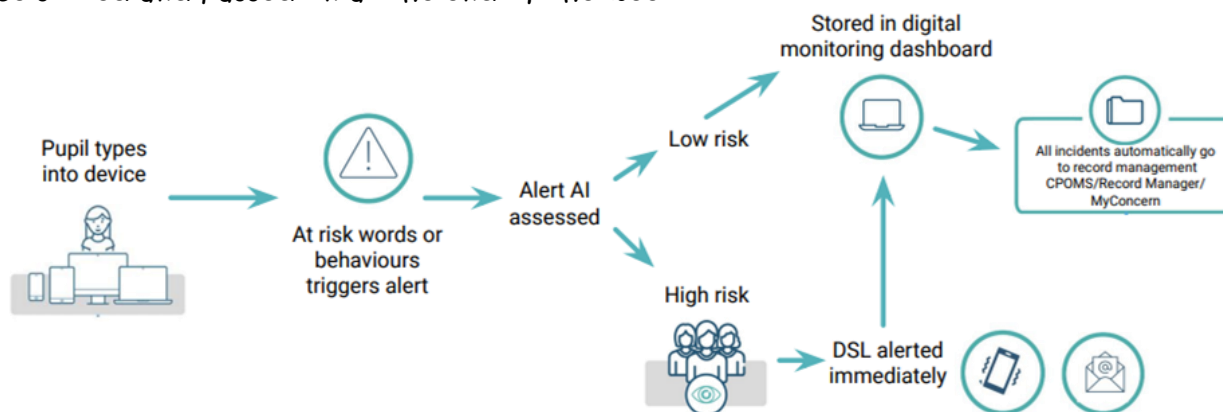 Stored in digital
monitoring dashboard
Pupil types
into device
At risk words or
behaviours
triggers alert
Alert AI
assessed
Low risk
All incidents automatically go
to record management
CPOMS/Record Manager/
MyConcern
High risk
DSL alerted
immediately
@